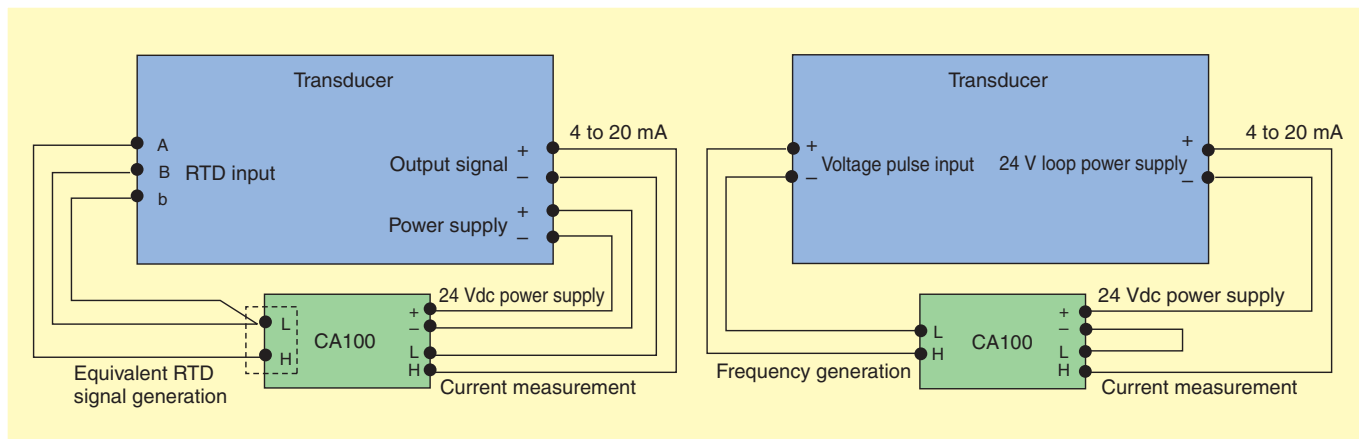 Transducer
4 to 20 mA
A
B
b
RTD input
+
Output signal
–
+
Power supply
–
24 Vdc power supply
L
H
CA100
+
–
L
H
Equivalent RTD
signal generation
Current measurement
Transducer
4 to 20 mA
+
Voltage pulse input
–
+
24 V loop power supply
–
24 Vdc power supply
L
H
CA100
+
–
L
H
Frequency generation
Current measurement